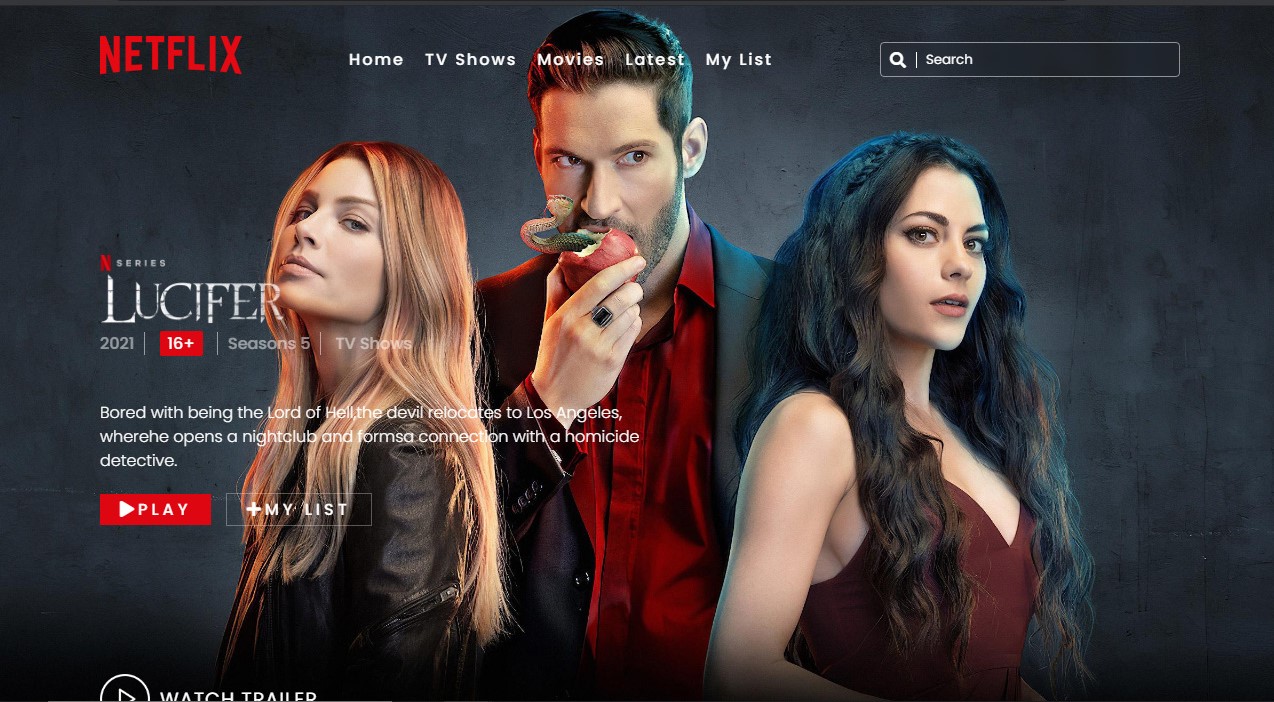 NETFLIX
Home TV Shows Movies Latest My List
Search
N SERIES
LUCIFER
2021 16+ Seasons 5 TV Shows
Bored with being the Lord of Hell,the devil relocates to Los Angeles,
wherehe opens a nightclub and formsa connection with a homicide
detective.
PLAY +MY LIST
WATCH TRAILER